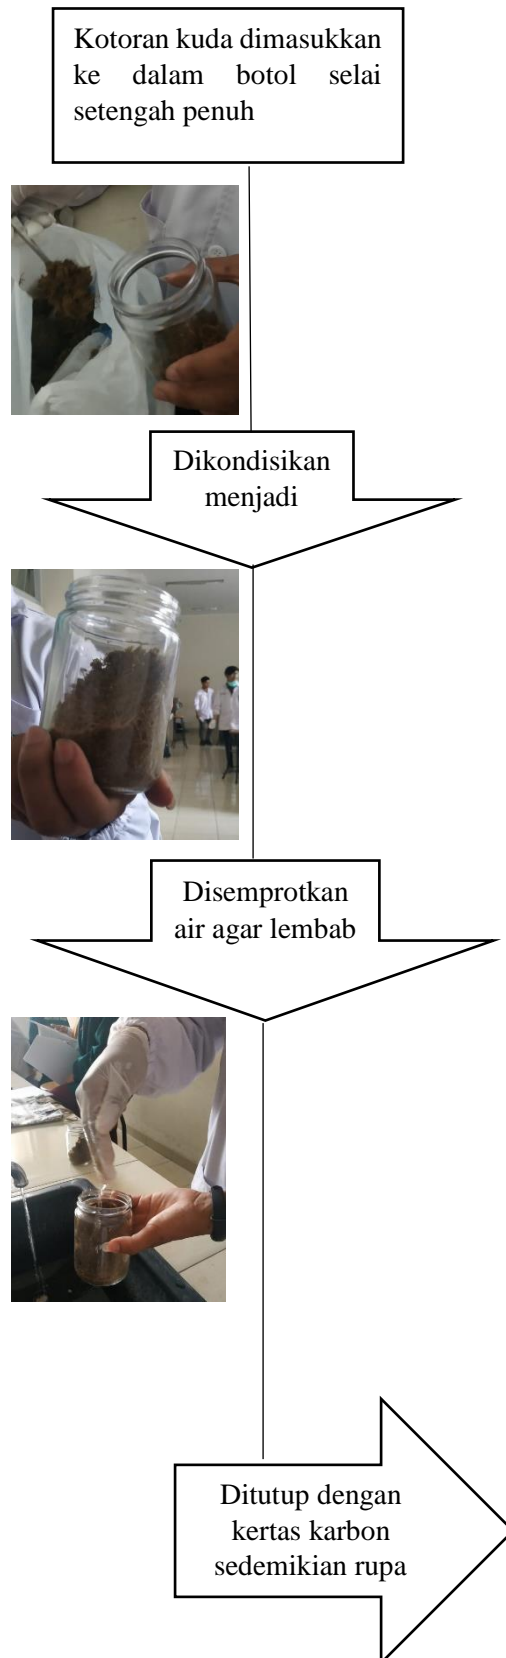 Kotoran kuda dimasukkan
ke dalam botol selai
setengah penuh
Dikondisikan
menjadi
Disemprotkan
air agar lembab
Ditutup dengan
kertas karbon
sedemikian rupa